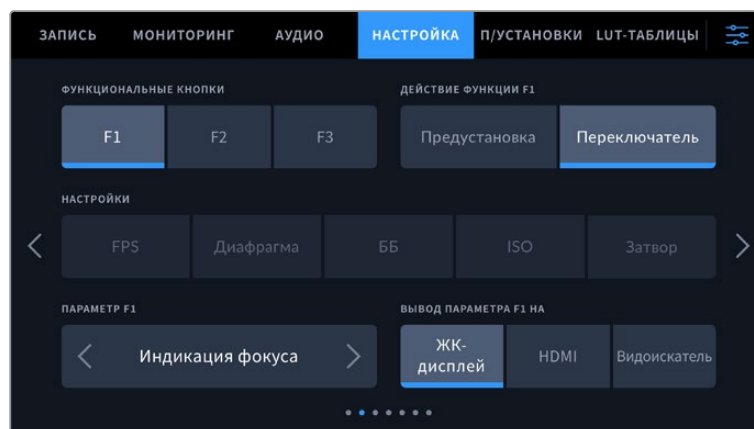 ЗАПИСЬ МОНИТОРИНГ АУДИО НАСТРОЙКА П/УСТАНОВКИ LUT-ТАБЛИЦЫ
ФУНКЦИОНАЛЬНЫЕ КНОПКИ ДЕЙСТВИЕ ФУНКЦИИ F1
F1 F2 F3 Предустановка Переключатель
НАСТРОЙКИ
FPS Диафрагма ББ ISO Затвор
ПАРАМЕТР F1 ВЫВОД ПАРАМЕТРА F1 НА
Индикация фокуса ЖК-
дисплей HDMI Видоискатель